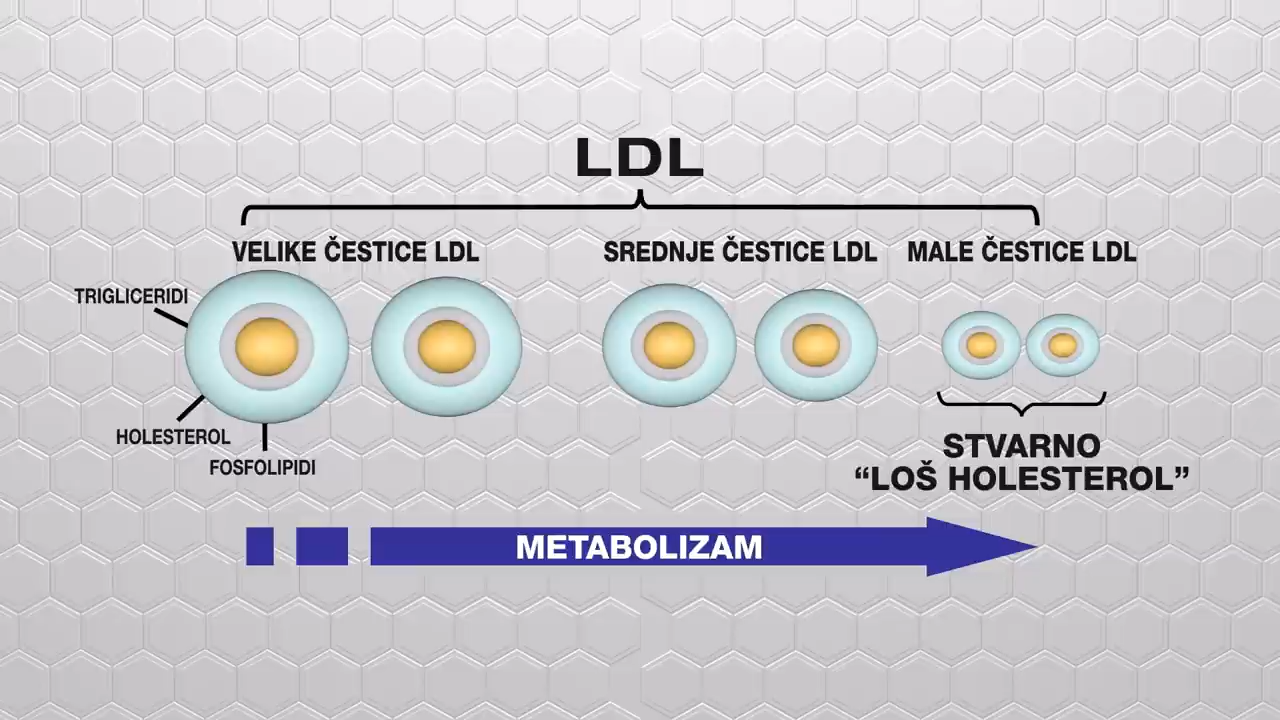 LDL
VELIKE ČESTICE LDL
SREDNJE ČESTICE LDL
MALE ČESTICE LDL
TRIGLICERIDI
HOLESTEROL
FOSFOLIPIDI
STVARNO
“LOŠ HOLESTEROL”
METABOLIZAM